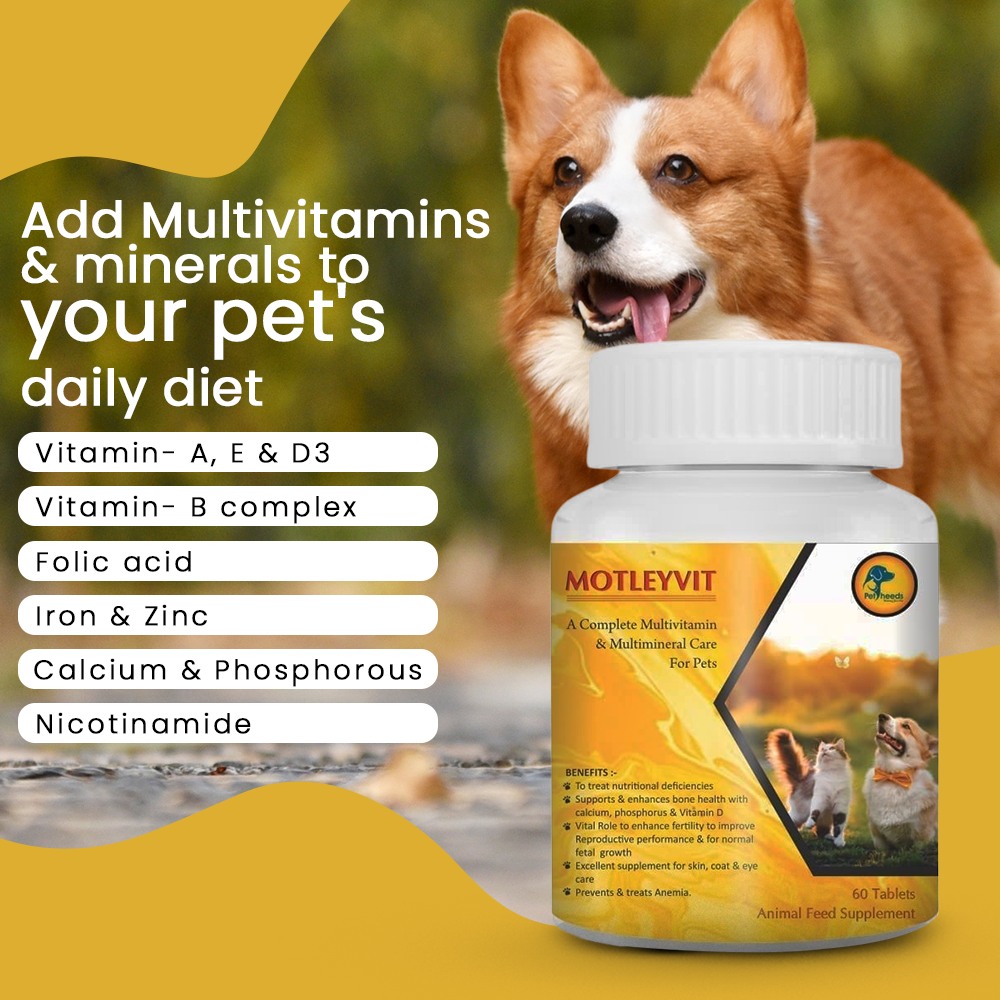 Add Multivitamins
& minerals to
your pet's
daily diet
Vitamin- A, E & D3
Vitamin- B complex
Folic acid
Iron & Zinc
Calcium & Phosphorous
Nicotinamide
MOTLEYVIT
A Complete Multivitamin
& Multimineral Care
For Pets
Pet heeds
BENEFITS :-
To treat nutritional deficiencies
Supports & enhances bone health with
calcium, phosphorus & Vitamin D
Vital Role to enhance fertility to improve
Reproductive performance & for normal
fetal growth
Excellent supplement for skin, coat & eye
care
Prevents & treats Anemia.
60 Tablets
Animal Feed Supplement